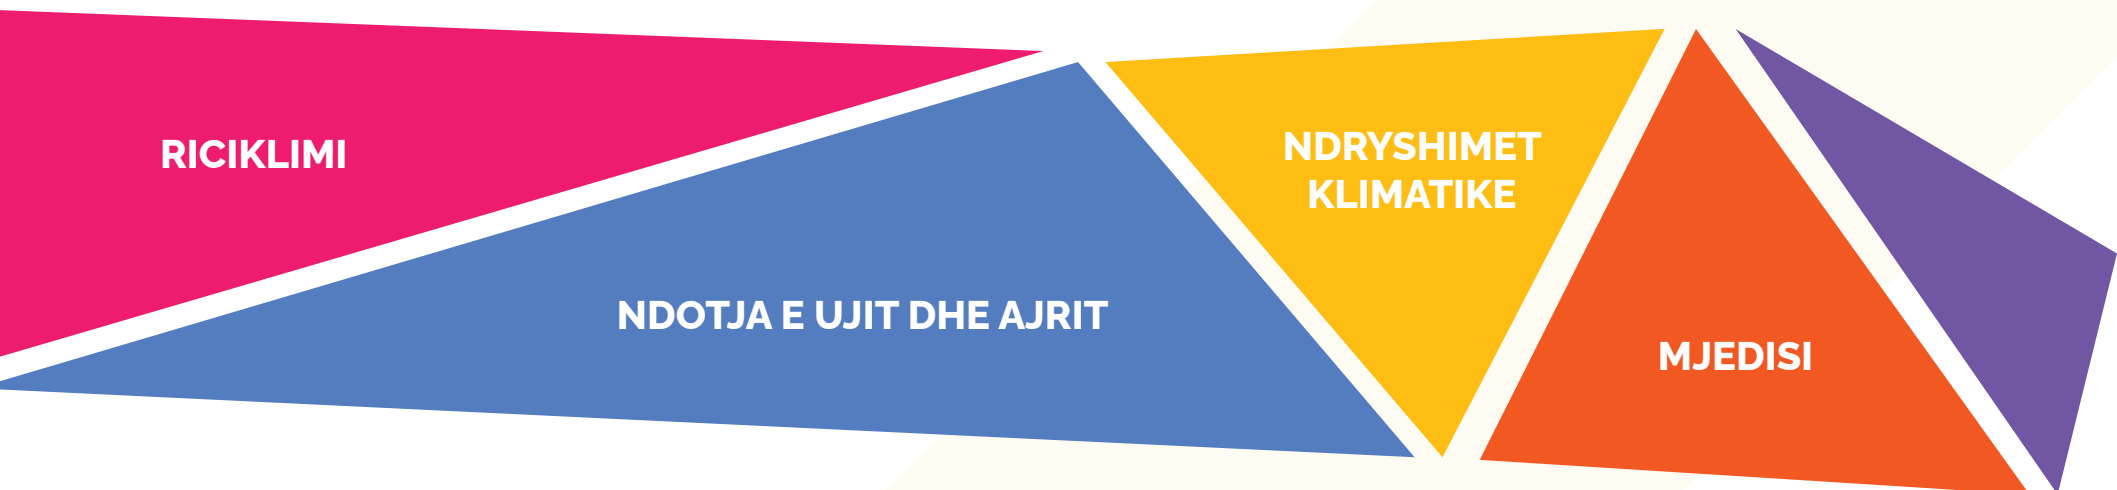 RICIKLIMI
NDOTJA E UJIT DHE AJRIT
NDRYSHIMET
KLIMATIKE
MJEDISI